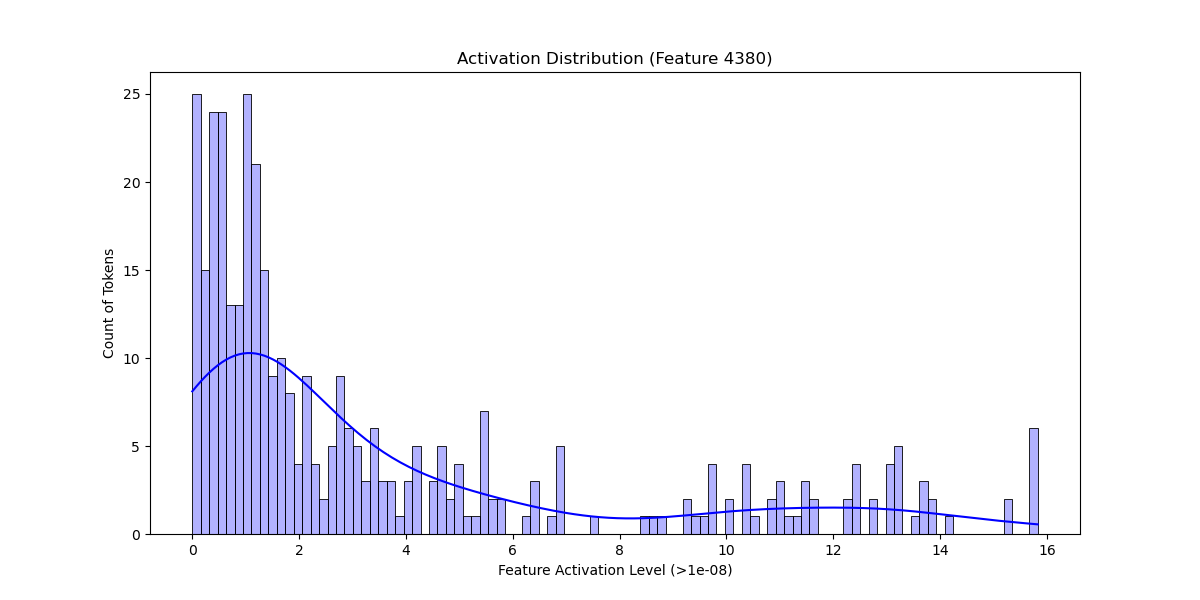 Activation Distribution (Feature 4380)
25
20
15
10
5
0
Count of Tokens
0 2 4 6 8 10 12 14 16
Feature Activation Level (>1e-08)